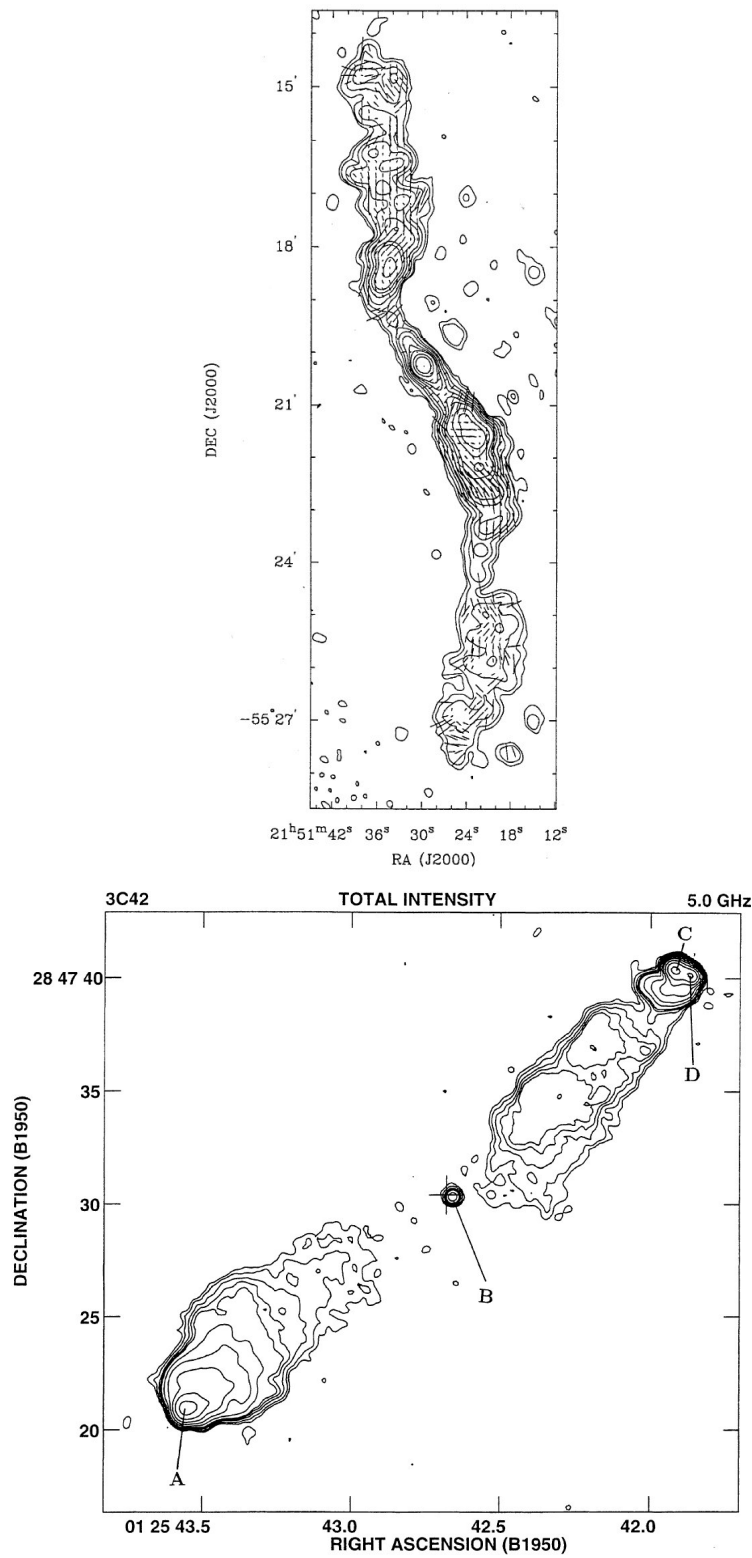 15'
18'
21'
24'
-55°27'
DEC (J2000)
21ʰ51ᵐ42ˢ 36ˢ 30ˢ 24ˢ 18ˢ 12ˢ
RA (J2000)
3C42 TOTAL INTENSITY 5.0 GHz
C
28 47 40
D
35
DECLINATION (B1950)
30
B
25
20
A
01 25 43.5 43.0 42.5 42.0
RIGHT ASCENSION (B1950)